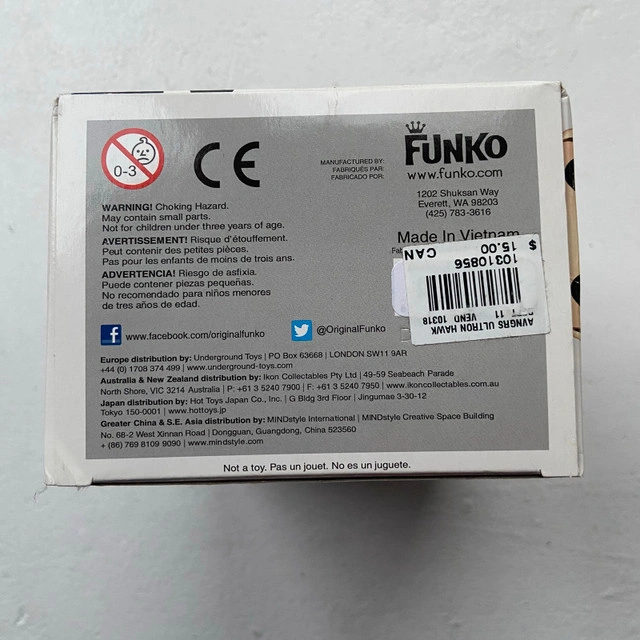 0-3
CE
MANUFACTURED BY:
FABRIQUÉS PAR:
FABRICADO POR:
FUNKO
www.funko.com
1202 Shuksan Way
Everett, WA 98203
(425) 783-3616
Made In Vietnam
WARNING! Choking Hazard.
May contain small parts.
Not for children under three years of age.
AVERTISSEMENT! Risque d'étouffement.
Peut contenir des petites pièces.
Pas pour les enfants de moins de trois ans.
ADVERTENCIA! Riesgo de asfixia.
Puede contener piezas pequeñas.
No recomendado para niños menores
de tres años de edad.
AVNGRS ULTRON HAWK
11 VEND 10318
10310856
$ 15.00 CAN
f www.facebook.com/originalfunko
@OriginalFunko
Europe distribution by: Underground Toys | PO Box 63668 | LONDON SW11 9AR
+44 (0) 1708 374 499 | www.underground-toys.com
Australia & New Zealand distribution by: Ikon Collectables Pty Ltd | 49-59 Seabeach Parade
North Shore, VIC 3214 Australia | P: +61 3 5240 7900 | F: +61 3 5240 7950 | www.ikoncollectables.com.au
Japan distribution by: Hot Toys Japan Co., Inc. | G Bldg 3rd Floor | Jingumae 3-30-12
Tokyo 150-0001 | www.hottoys.jp
Greater China & S.E. Asia distribution by: MINDstyle International | MINDstyle Creative Space Building
No. 68-2 West Xinnan Road | Dongguan, Guangdong, China 523560
+ (86) 769 8109 9090 | www.mindstyle.com
Not a toy. Pas un jouet. No es un juguete.